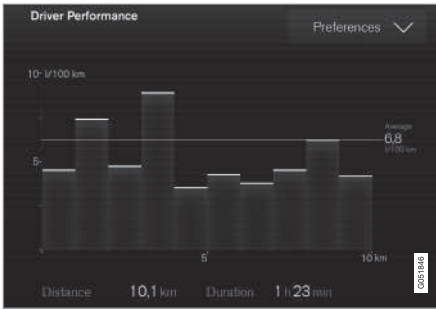 Driver Performance
Preferences
10- l/100 km
Average
6,8
l/100 km
5-
5
10 km
Distance 10,1 km Duration 1 h 23 min
G051846